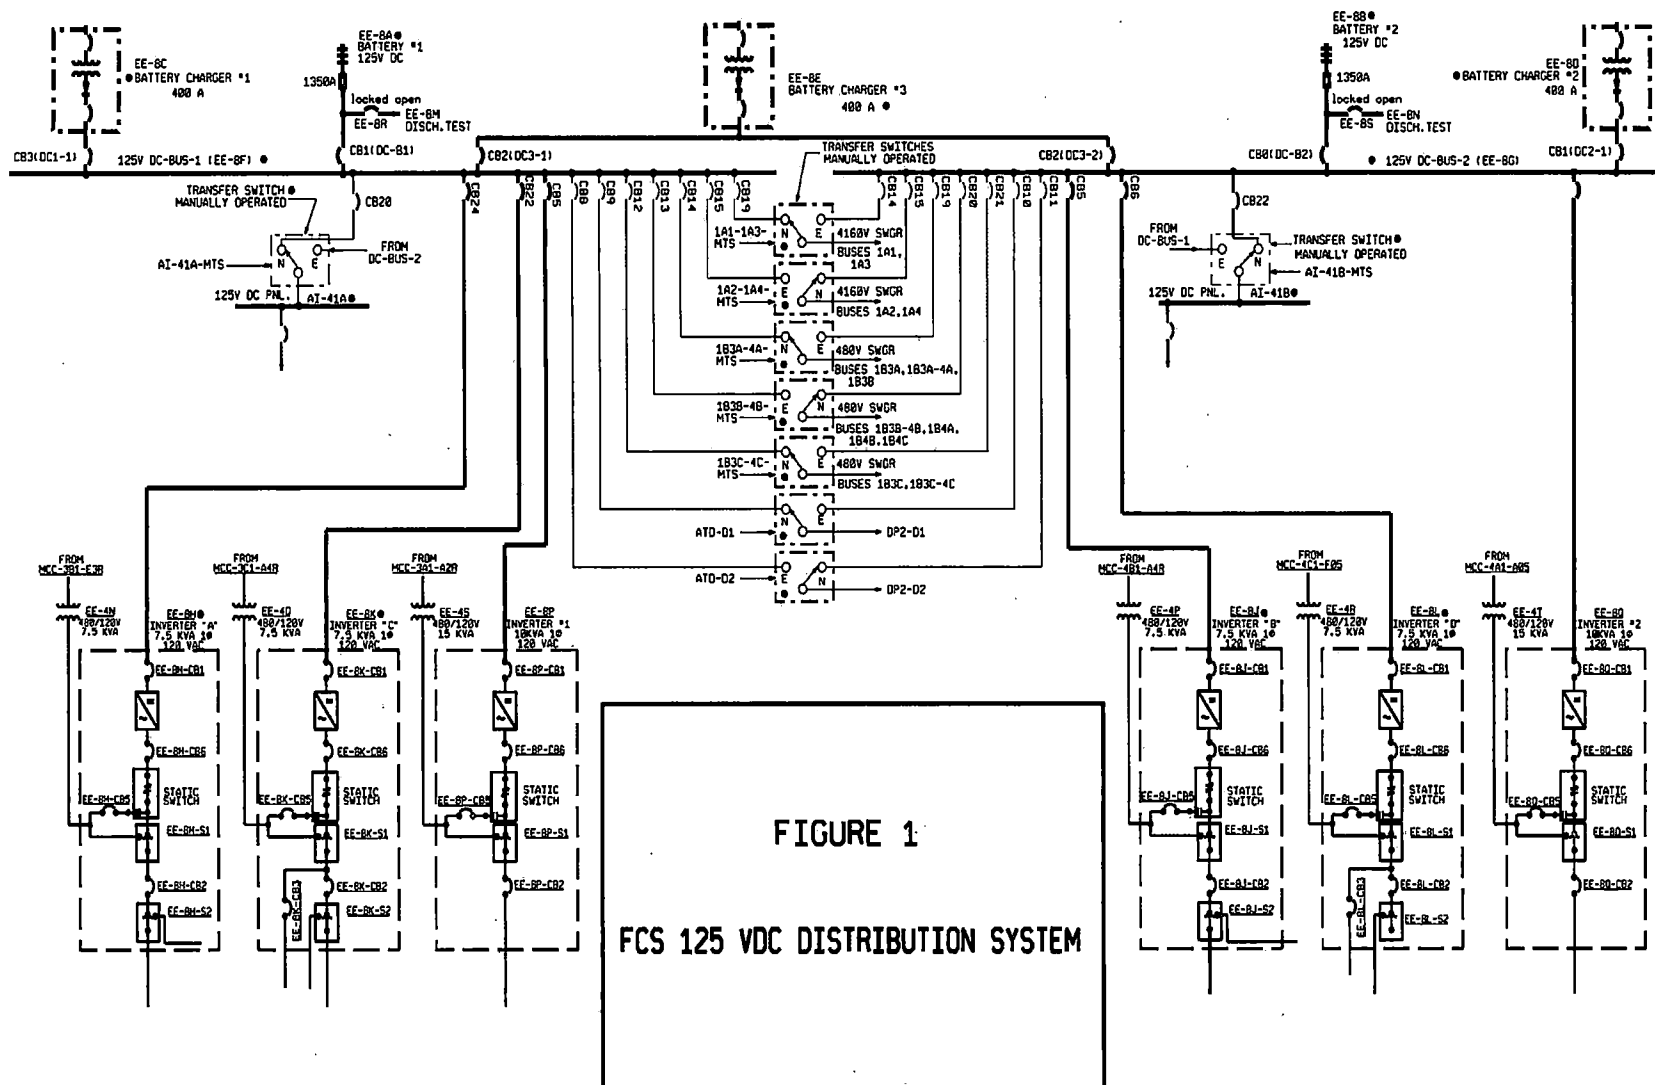 EE-8C
BATTERY CHARGER #1
400 A
EE-8A
BATTERY #1
125V DC
1350A
locked open
EE-8R
EE-8M
DISCH.TEST
EE-8E
BATTERY CHARGER #3
400 A
EE-8B
BATTERY #2
125V DC
1350A
locked open
EE-8S
EE-8N
DISCH.TEST
EE-8D
BATTERY CHARGER #2
400 A
CB3(DC1-1)
125V DC-BUS-1 (EE-8F)
CB1(DC-B1)
CB2(DC3-1)
TRANSFER SWITCHES
MANUALLY OPERATED
CB2(DC3-2)
CB0(DC-B2)
125V DC-BUS-2 (EE-8G)
CB1(DC2-1)
TRANSFER SWITCH
MANUALLY OPERATED
CB20
CB24
CB22
CB5
CB8
CB9
CB12
CB13
CB14
CB15
CB19
CB14
CB15
CB19
CB20
CB21
CB10
CB11
CB5
CB6
CB22
N
E
AI-41A-MTS
FROM
DC-BUS-2
125V DC PNL.
AI-41A
FROM
DC-BUS-1
E
N
TRANSFER SWITCH
MANUALLY OPERATED
AI-41B-MTS
125V DC PNL.
AI-41B
1A1-1A3-
MTS
N
E
4160V SWGR
BUSES 1A1,
1A3
1A2-1A4-
MTS
E
N
4160V SWGR
BUSES 1A2,1A4
1B3A-4A-
MTS
N
E
480V SWGR
BUSES 1B3A,1B3A-4A,
1B3B
1B3B-4B-
MTS
E
N
480V SWGR
BUSES 1B3B-4B,1B4A,
1B4B,1B4C
1B3C-4C-
MTS
N
E
480V SWGR
BUSES 1B3C,1B3C-4C
ATD-D1
N
E
DP2-D1
ATD-D2
E
N
DP2-D2
FROM
MCC-3B1-E3B
EE-4N
480/120V
7.5 KVA
EE-8H
INVERTER "A"
7.5 KVA 1ø
120 VAC
EE-8H-CB1
EE-8H-CB6
STATIC
SWITCH
EE-8H-CB5
EE-8H-S1
EE-8H-CB2
EE-8H-S2
FROM
MCC-3C1-A4R
EE-4Q
480/120V
7.5 KVA
EE-8K
INVERTER "C"
7.5 KVA 1ø
120 VAC
EE-8K-CB1
EE-8K-CB6
STATIC
SWITCH
EE-8K-CB5
EE-8K-S1
EE-8K-CB2
EE-8K-CB3
EE-8K-S2
FROM
MCC-3A1-A2R
EE-4S
480/120V
15 KVA
EE-8P
INVERTER #1
10KVA 1ø
120 VAC
EE-8P-CB1
EE-8P-CB6
STATIC
SWITCH
EE-8P-CB5
EE-8P-S1
EE-8P-CB2
FROM
MCC-4B1-A4R
EE-4P
480/120V
7.5 KVA
EE-8J
INVERTER "B"
7.5 KVA 1ø
120 VAC
EE-8J-CB1
EE-8J-CB6
STATIC
SWITCH
EE-8J-CB5
EE-8J-S1
EE-8J-CB2
EE-8J-S2
FROM
MCC-4C1-F05
EE-4R
480/120V
7.5 KVA
EE-8L
INVERTER "D"
7.5 KVA 1ø
120 VAC
EE-8L-CB1
EE-8L-CB6
STATIC
SWITCH
EE-8L-CB5
EE-8L-S1
EE-8L-CB2
EE-8L-CB3
EE-8L-S2
FROM
MCC-4A1-A05
EE-4T
480/120V
15 KVA
EE-8Q
INVERTER #2
10KVA 1ø
120 VAC
EE-8Q-CB1
EE-8Q-CB6
STATIC
SWITCH
EE-8Q-CB5
EE-8Q-S1
EE-8Q-CB2
FIGURE 1
FCS 125 VDC DISTRIBUTION SYSTEM